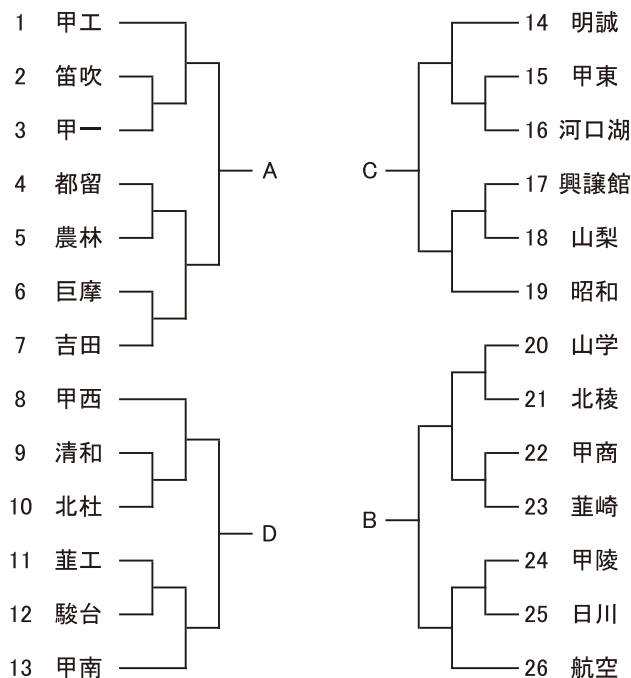 1 甲工
2 笛吹
3 甲一
4 都留
5 農林
6 巨摩
7 吉田
A
8 甲西
9 清和
10 北杜
11 韮工
12 駿台
13 甲南
D
14 明誠
15 甲東
16 河口湖
17 興譲館
18 山梨
19 昭和
C
20 山学
21 北稜
22 甲商
23 韮崎
24 甲陵
25 日川
26 航空
B